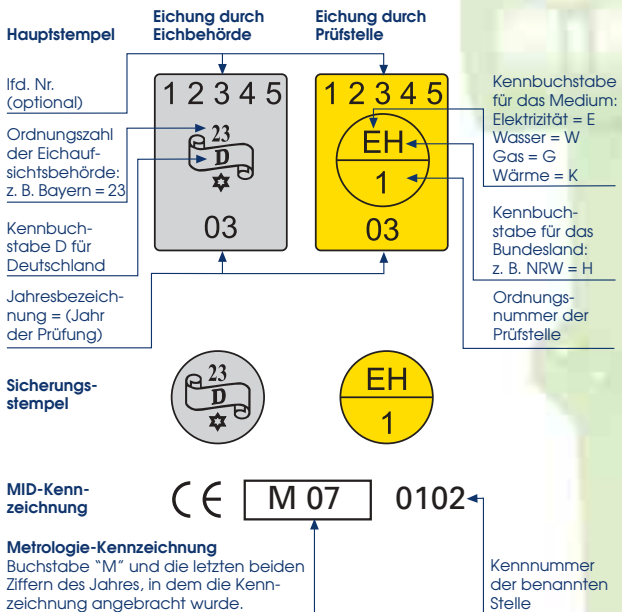 Hauptstempel
Eichung durch
Eichbehörde
Eichung durch
Prüfstelle
lfd. Nr.
(optional)
Ordnungszahl
der Eichauf-
sichtsbehörde:
z. B. Bayern = 23
Kennbuch-
stabe D für
Deutschland
Jahresbezeich-
nung = (Jahr
der Prüfung)
1 2 3 4 5
23
D
03
1 2 3 4 5
EH
1
03
Kennbuchstabe
für das Medium:
Elektrizität = E
Wasser = W
Gas = G
Wärme = K
Kennbuch-
stabe für das
Bundesland:
z. B. NRW = H
Ordnungs-
nummer der
Prüfstelle
Sicherungs-
stempel
23
D
EH
1
MID-Kenn-
zeichnung
CE M 07 0102
Metrologie-Kennzeichnung
Buchstabe "M" und die letzten beiden
Ziffern des Jahres, in dem die Kenn-
zeichnung angebracht wurde.
Kennnummer
der benannten
Stelle